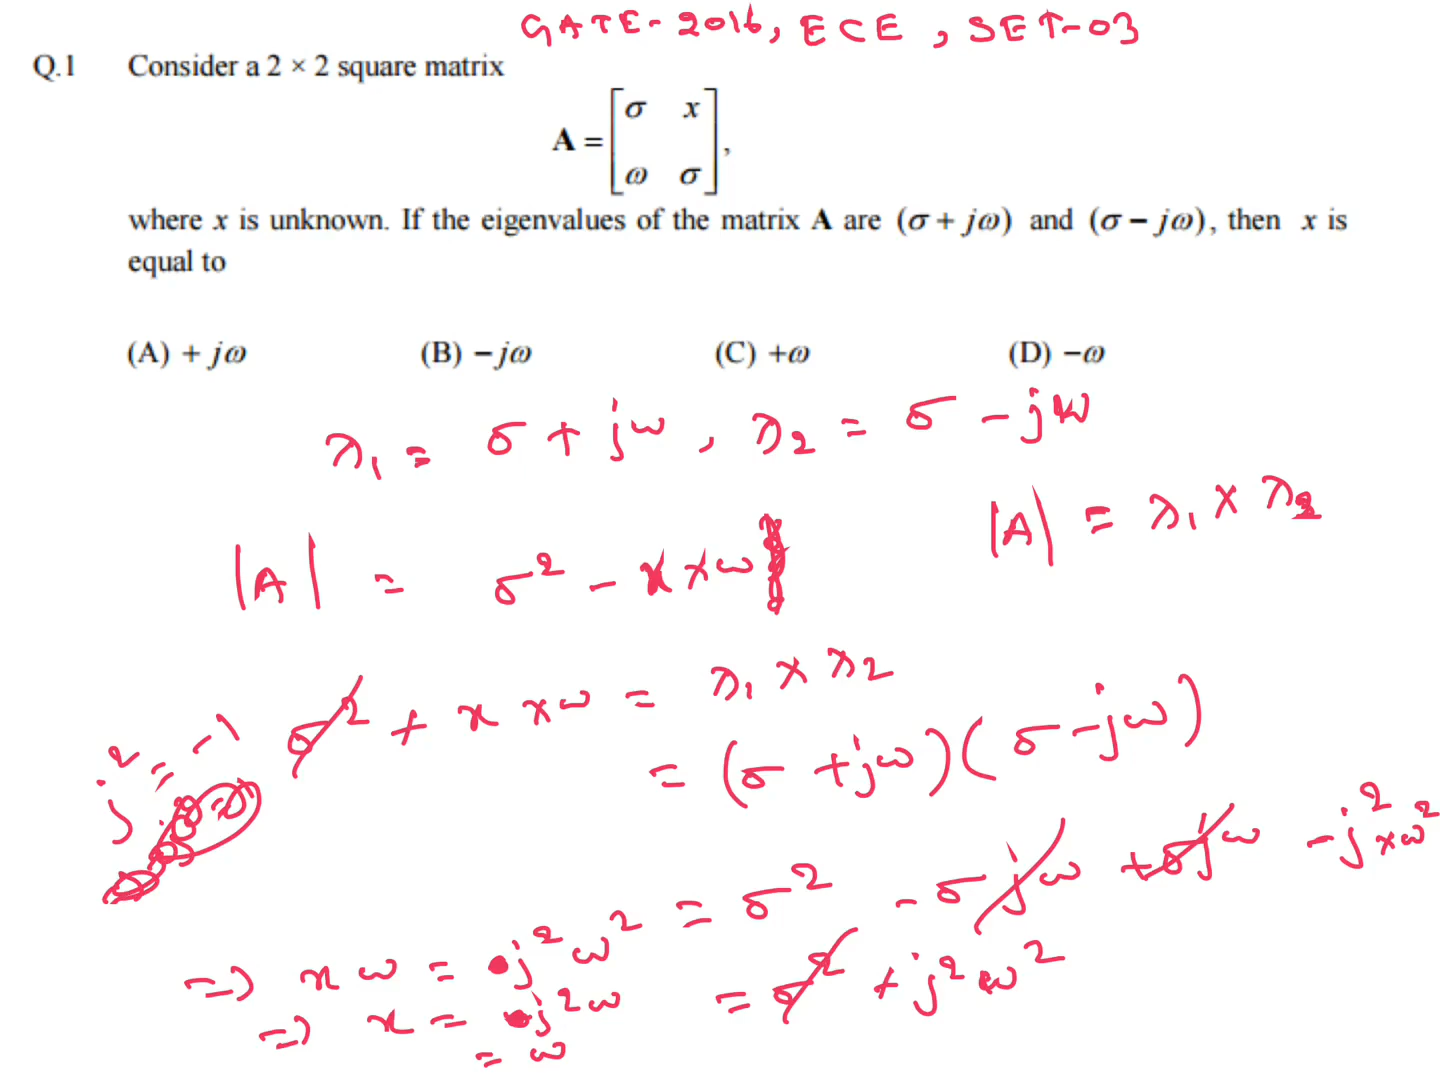 GATE-2016, ECE, SET-03
Q.1 Consider a 2 × 2 square matrix
A = [σ x
ω σ],
where x is unknown. If the eigenvalues of the matrix A are (σ + jω) and (σ − jω), then x is
equal to
(A) + jω (B) − jω (C) +ω (D) −ω
λ₁ = σ + jω, λ₂ = σ - jω
|A| = λ₁ × λ₂
|A| = σ² - x × ω
σ² + x × ω = λ₁ × λ₂
j² = -1
= (σ + jω)(σ - jω)
= σ² - σjω + σjω - j² × ω²
= σ² + j²ω²
=> xω = j²ω²
=> x = j²ω
= ω